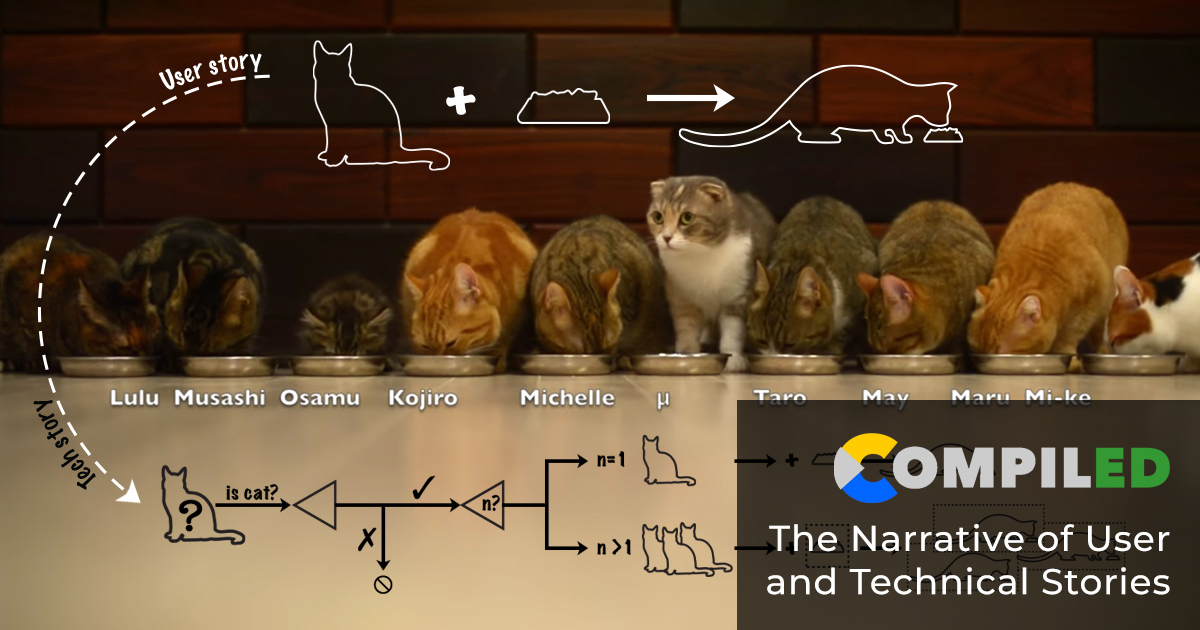 User story
+
Lulu Musashi Osamu Kojiro Michelle μ Taro May Maru Mi-ke
Tech story
?
is cat?
✓
n?
✗
n=1
+
n >1
+
COMPILED
The Narrative of User
and Technical Stories